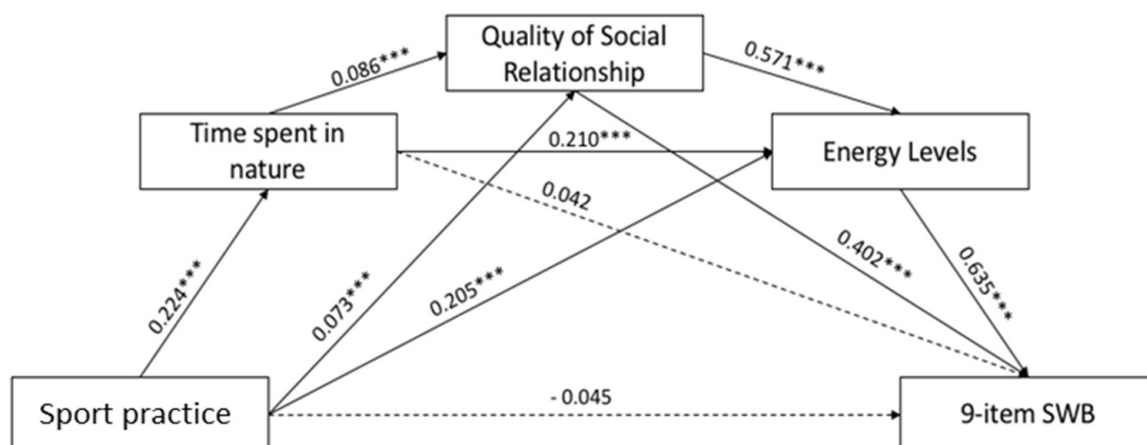 Quality of Social
Relationship
0.086***
0.571***
Time spent in
nature
0.210***
Energy Levels
0.042
0.224***
0.073***
0.205***
0.402***
0.635***
Sport practice
- 0.045
9-item SWB